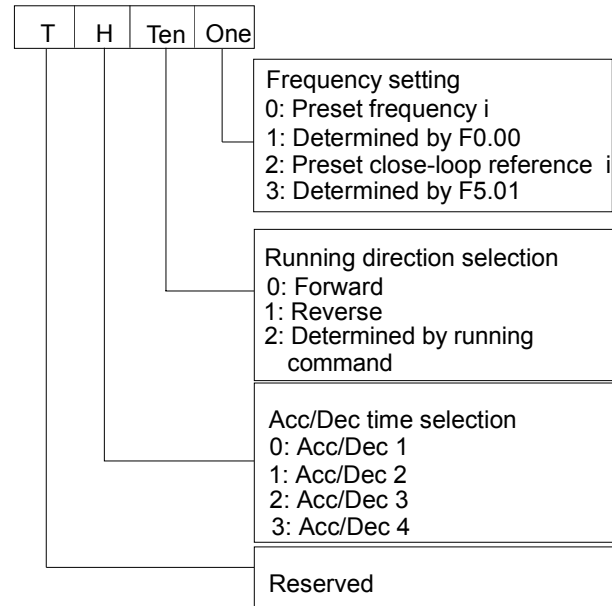 T H Ten One
Frequency setting
0: Preset frequency i
1: Determined by F0.00
2: Preset close-loop reference i
3: Determined by F5.01
Running direction selection
0: Forward
1: Reverse
2: Determined by running
command
Acc/Dec time selection
0: Acc/Dec 1
1: Acc/Dec 2
2: Acc/Dec 3
3: Acc/Dec 4
Reserved